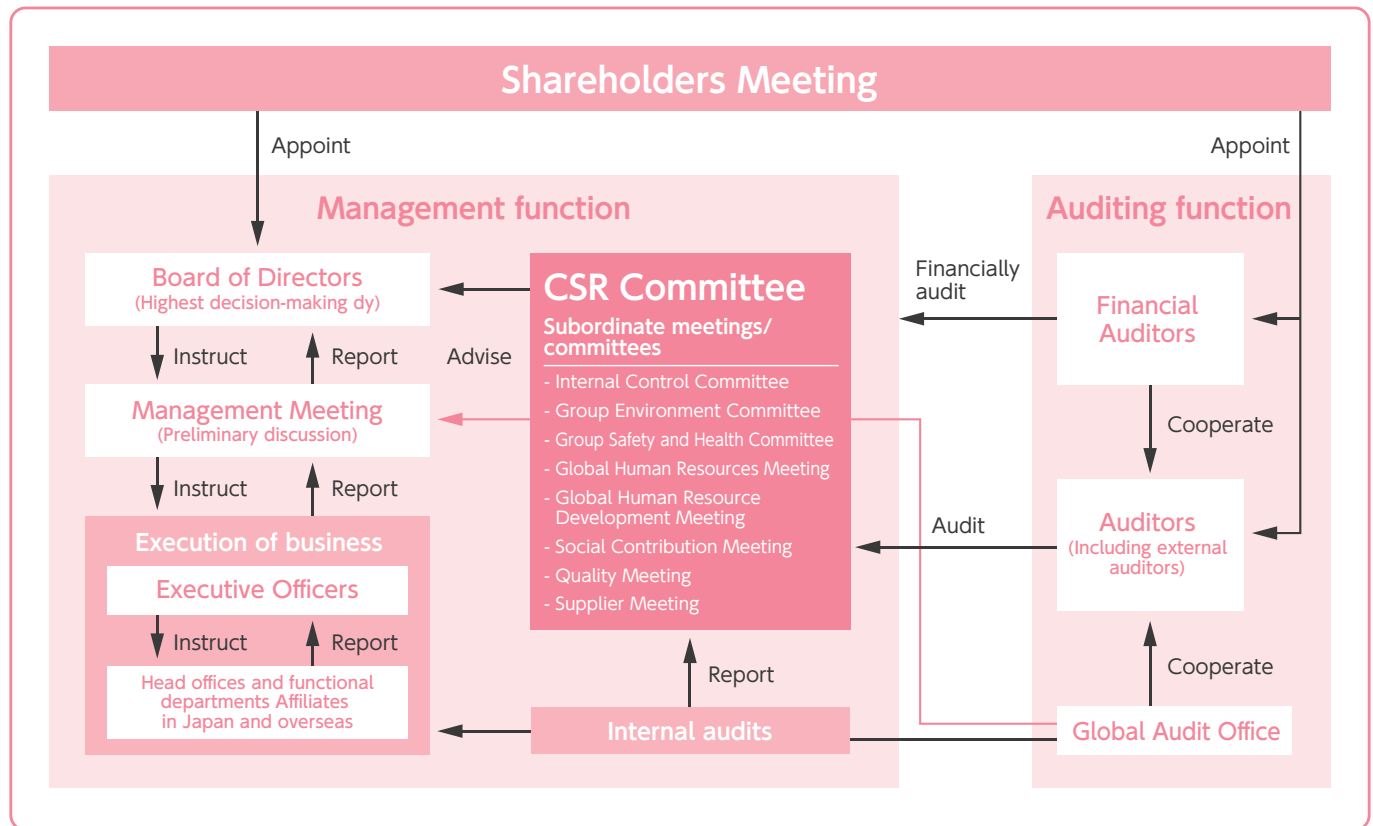 Shareholders Meeting
Appoint
Appoint
Management function
Auditing function
Board of Directors
(Highest decision-making dy)
Instruct
Report
Advise
Management Meeting
(Preliminary discussion)
Instruct
Report
Execution of business
Executive Officers
Instruct
Report
Head offices and functional
departments Affiliates
in Japan and overseas
CSR Committee
Subordinate meetings/
committees
- Internal Control Committee
- Group Environment Committee
- Group Safety and Health Committee
- Global Human Resources Meeting
- Global Human Resource
Development Meeting
- Social Contribution Meeting
- Quality Meeting
- Supplier Meeting
Report
Internal audits
Financially
audit
Financial
Auditors
Cooperate
Audit
Auditors
(Including external
auditors)
Cooperate
Global Audit Office